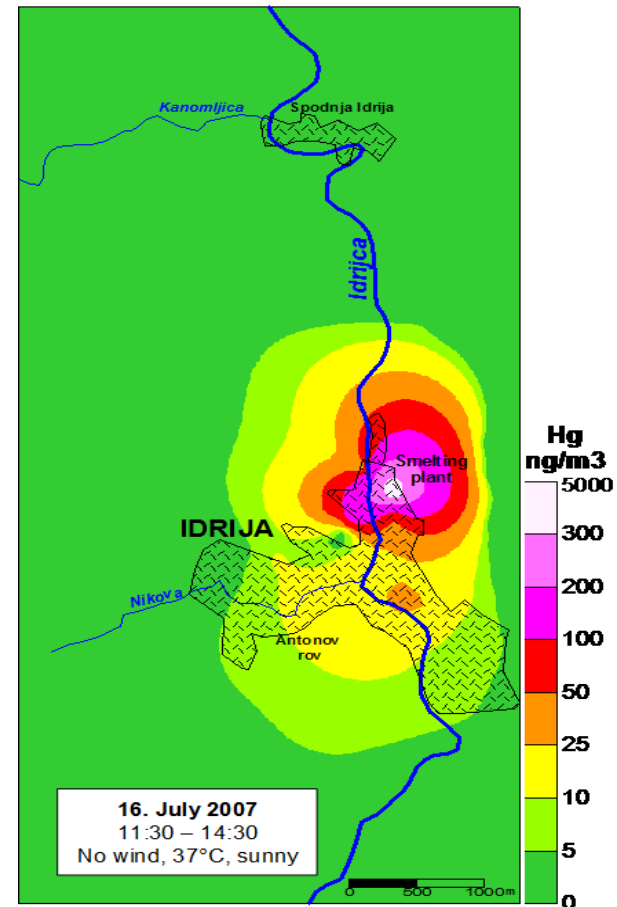 Kanomljica
Spodnja Idrija
Idrijca
Smelting
plant
IDRIJA
Nikova
Antonov
rov
16. July 2007
11:30 – 14:30
No wind, 37°C, sunny
0 500 1000m
Hg
ng/m3
5000
300
200
100
50
25
10
5
0